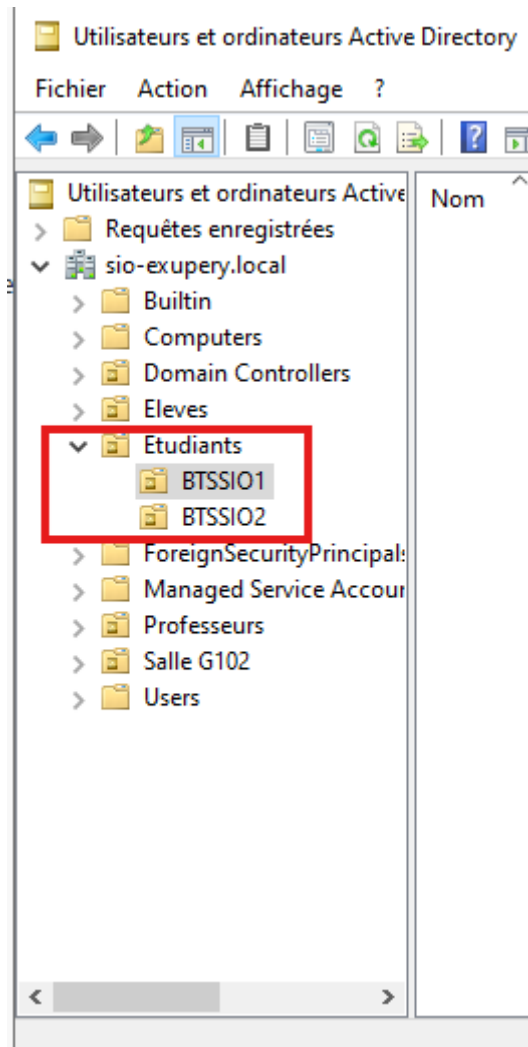 Utilisateurs et ordinateurs Active Directory
Fichier Action Affichage ?
Utilisateurs et ordinateurs Active
Nom
Requêtes enregistrées
sio-exupery.local
Builtin
Computers
Domain Controllers
Eleves
Etudiants
BTSSIO1
BTSSIO2
ForeignSecurityPrincipals
Managed Service Accour
Professeurs
Salle G102
Users